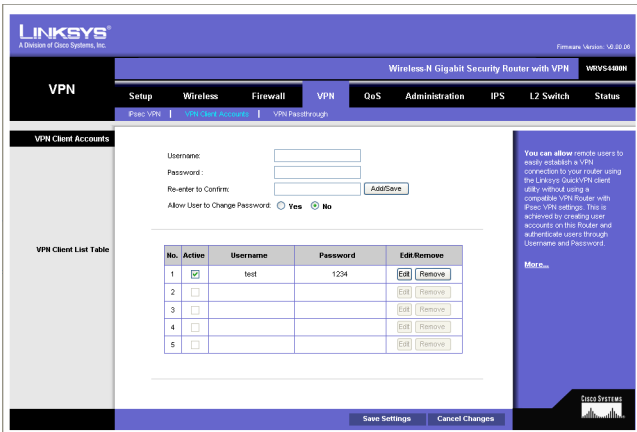 LINKSYS®
A Division of Cisco Systems, Inc.
Firmware Version: V0.00.06
Wireless-N Gigabit Security Router with VPN WRVS4400N
VPN
Setup Wireless Firewall VPN QoS Administration IPS L2 Switch Status
IPsec VPN | VPN Client Accounts | VPN Passthrough
VPN Client Accounts
Username:
Password :
Re-enter to Confirm: Add/Save
Allow User to Change Password: Yes No
VPN Client List Table
No. Active Username Password Edit/Remove
1 test 1234 Edit Remove
2 Edit Remove
3 Edit Remove
4 Edit Remove
5 Edit Remove
You can allow remote users to
easily establish a VPN
connection to your router using
the Linksys QuickVPN client
utility without using a
compatible VPN Router with
IPsec VPN settings. This is
achieved by creating user
accounts on this Router and
authenticate users through
Username and Password.
More...
Save Settings Cancel Changes
CISCO SYSTEMS